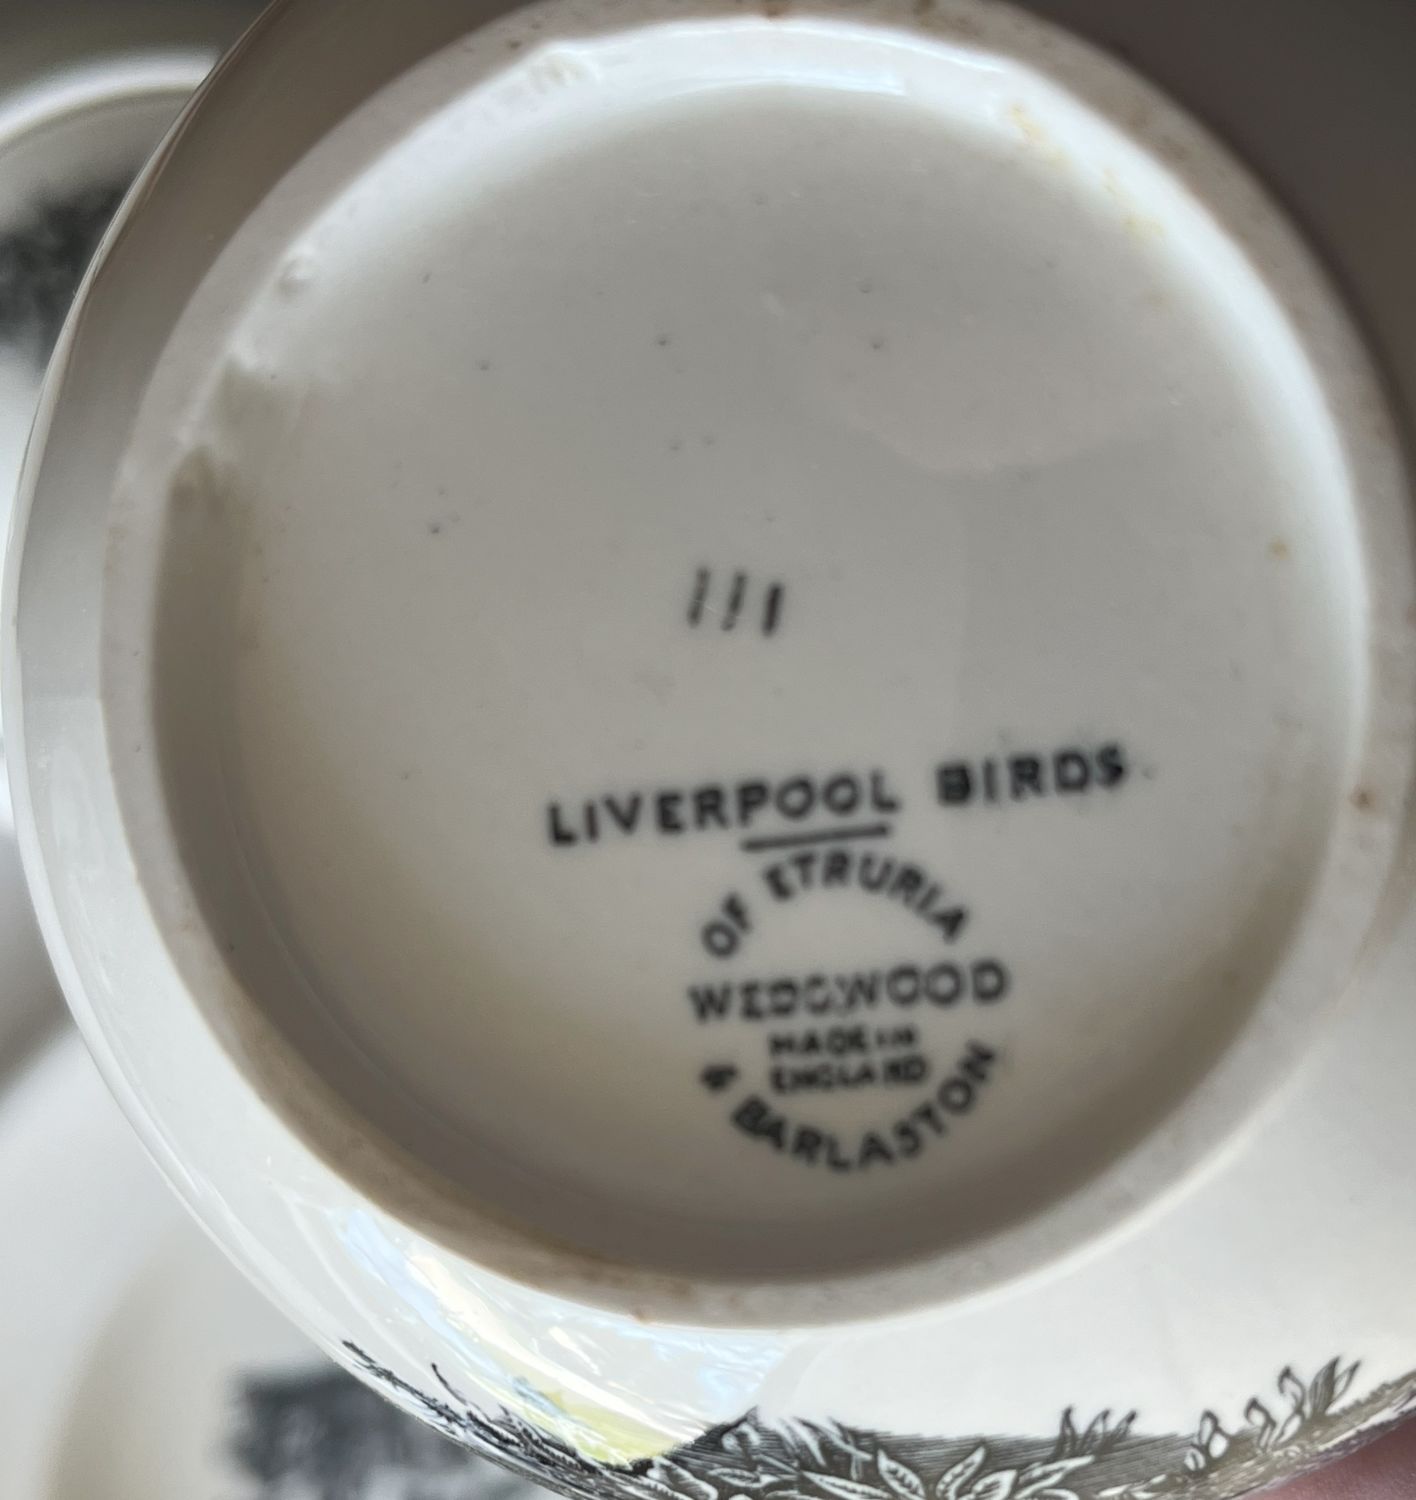 111
LIVERPOOL BIRDS
OF ETRURIA
WEDGWOOD
MADE IN
ENGLAND
& BARLASTON